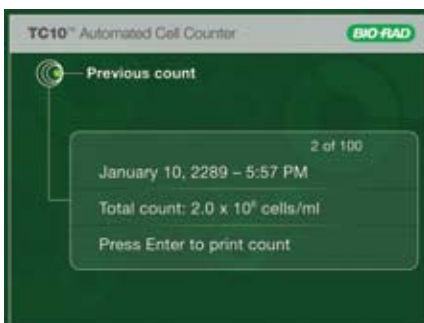 TC10™ Automated Cell Counter
BIO-RAD
Previous count
2 of 100
January 10, 2289 – 5:57 PM
Total count: 2.0 x 10⁶ cells/ml
Press Enter to print count